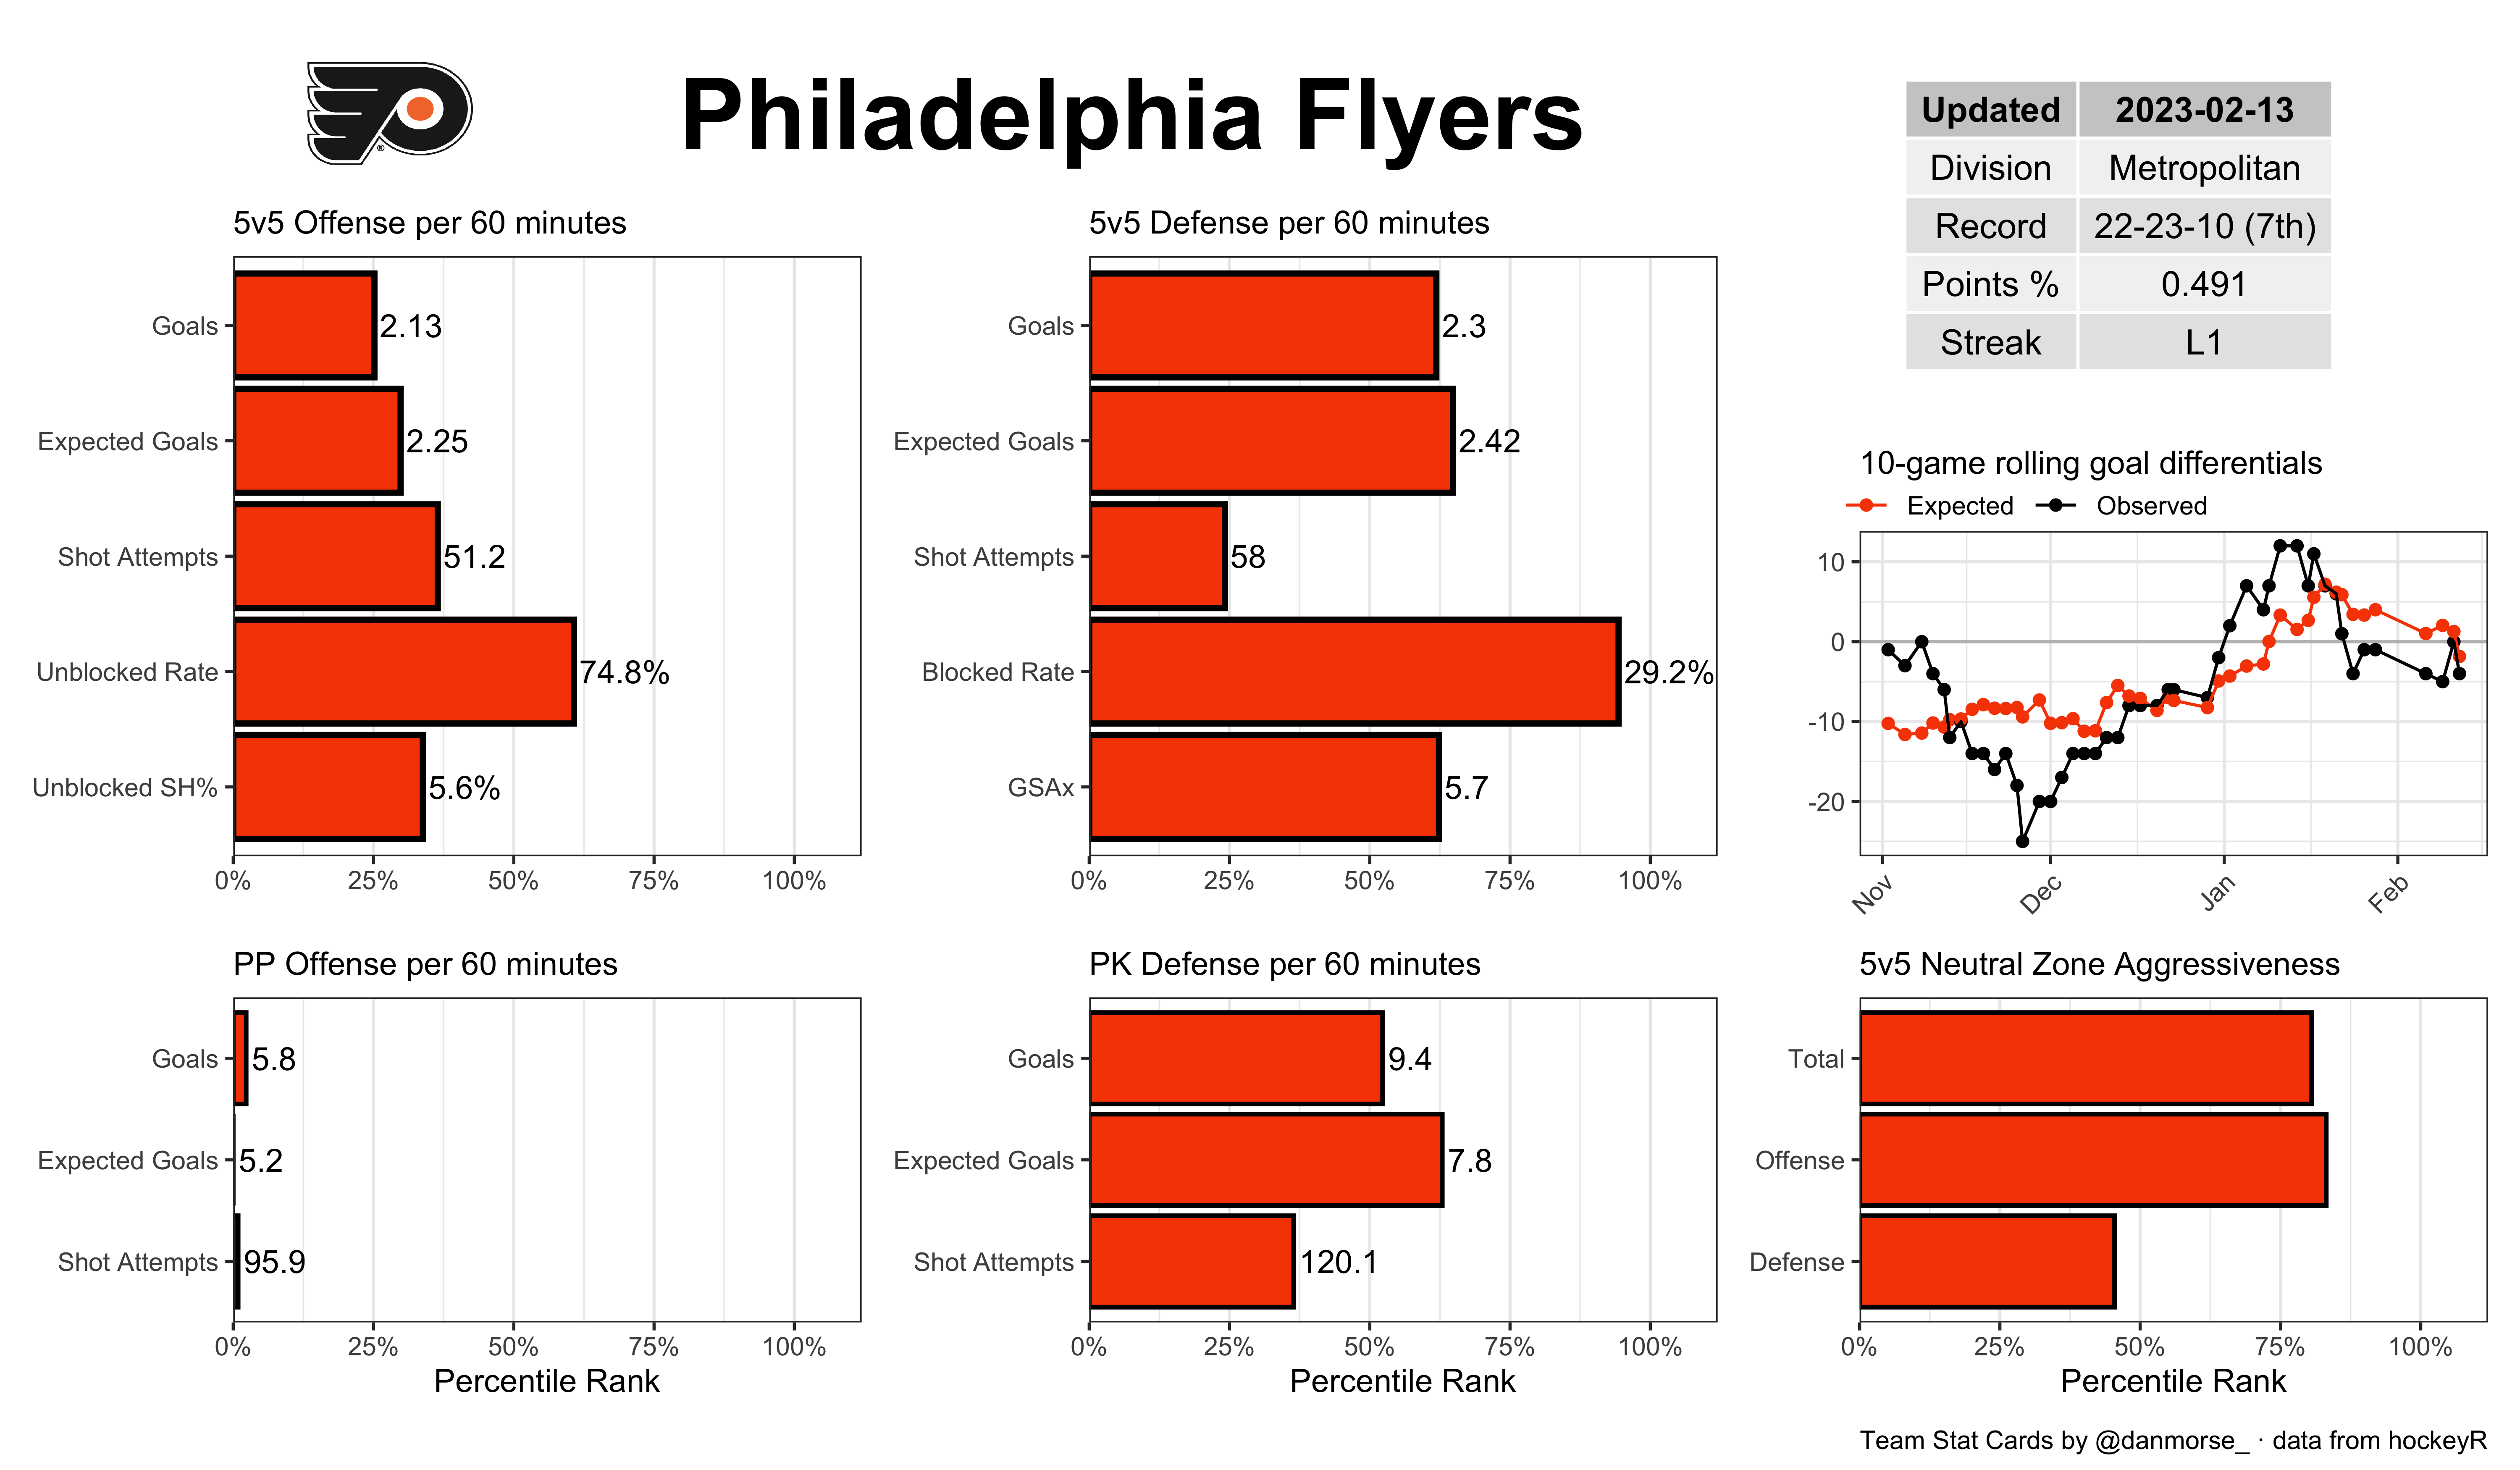 Philadelphia Flyers
Updated 2023-02-13
Division Metropolitan
Record 22-23-10 (7th)
Points % 0.491
Streak L1
5v5 Offense per 60 minutes
Goals 2.13
Expected Goals 2.25
Shot Attempts 51.2
Unblocked Rate 74.8%
Unblocked SH% 5.6%
0% 25% 50% 75% 100%
5v5 Defense per 60 minutes
Goals 2.3
Expected Goals 2.42
Shot Attempts 58
Blocked Rate 29.2%
GSAx 5.7
0% 25% 50% 75% 100%
10-game rolling goal differentials
Expected Observed
10
0
-10
-20
Nov Dec Jan Feb
PP Offense per 60 minutes
Goals 5.8
Expected Goals 5.2
Shot Attempts 95.9
0% 25% 50% 75% 100%
Percentile Rank
PK Defense per 60 minutes
Goals 9.4
Expected Goals 7.8
Shot Attempts 120.1
0% 25% 50% 75% 100%
Percentile Rank
5v5 Neutral Zone Aggressiveness
Total
Offense
Defense
0% 25% 50% 75% 100%
Percentile Rank
Team Stat Cards by @danmorse_ · data from hockeyR